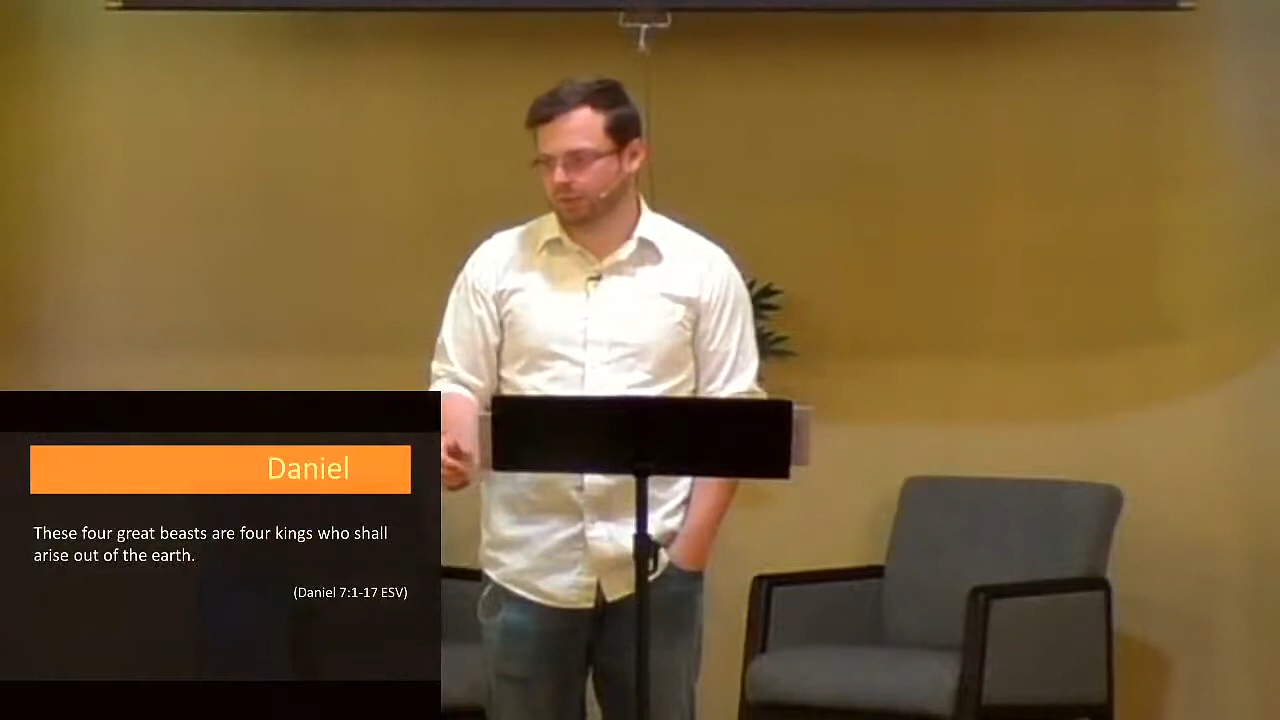 Daniel
These four great beasts are four kings who shall
arise out of the earth.
(Daniel 7:1-17 ESV)